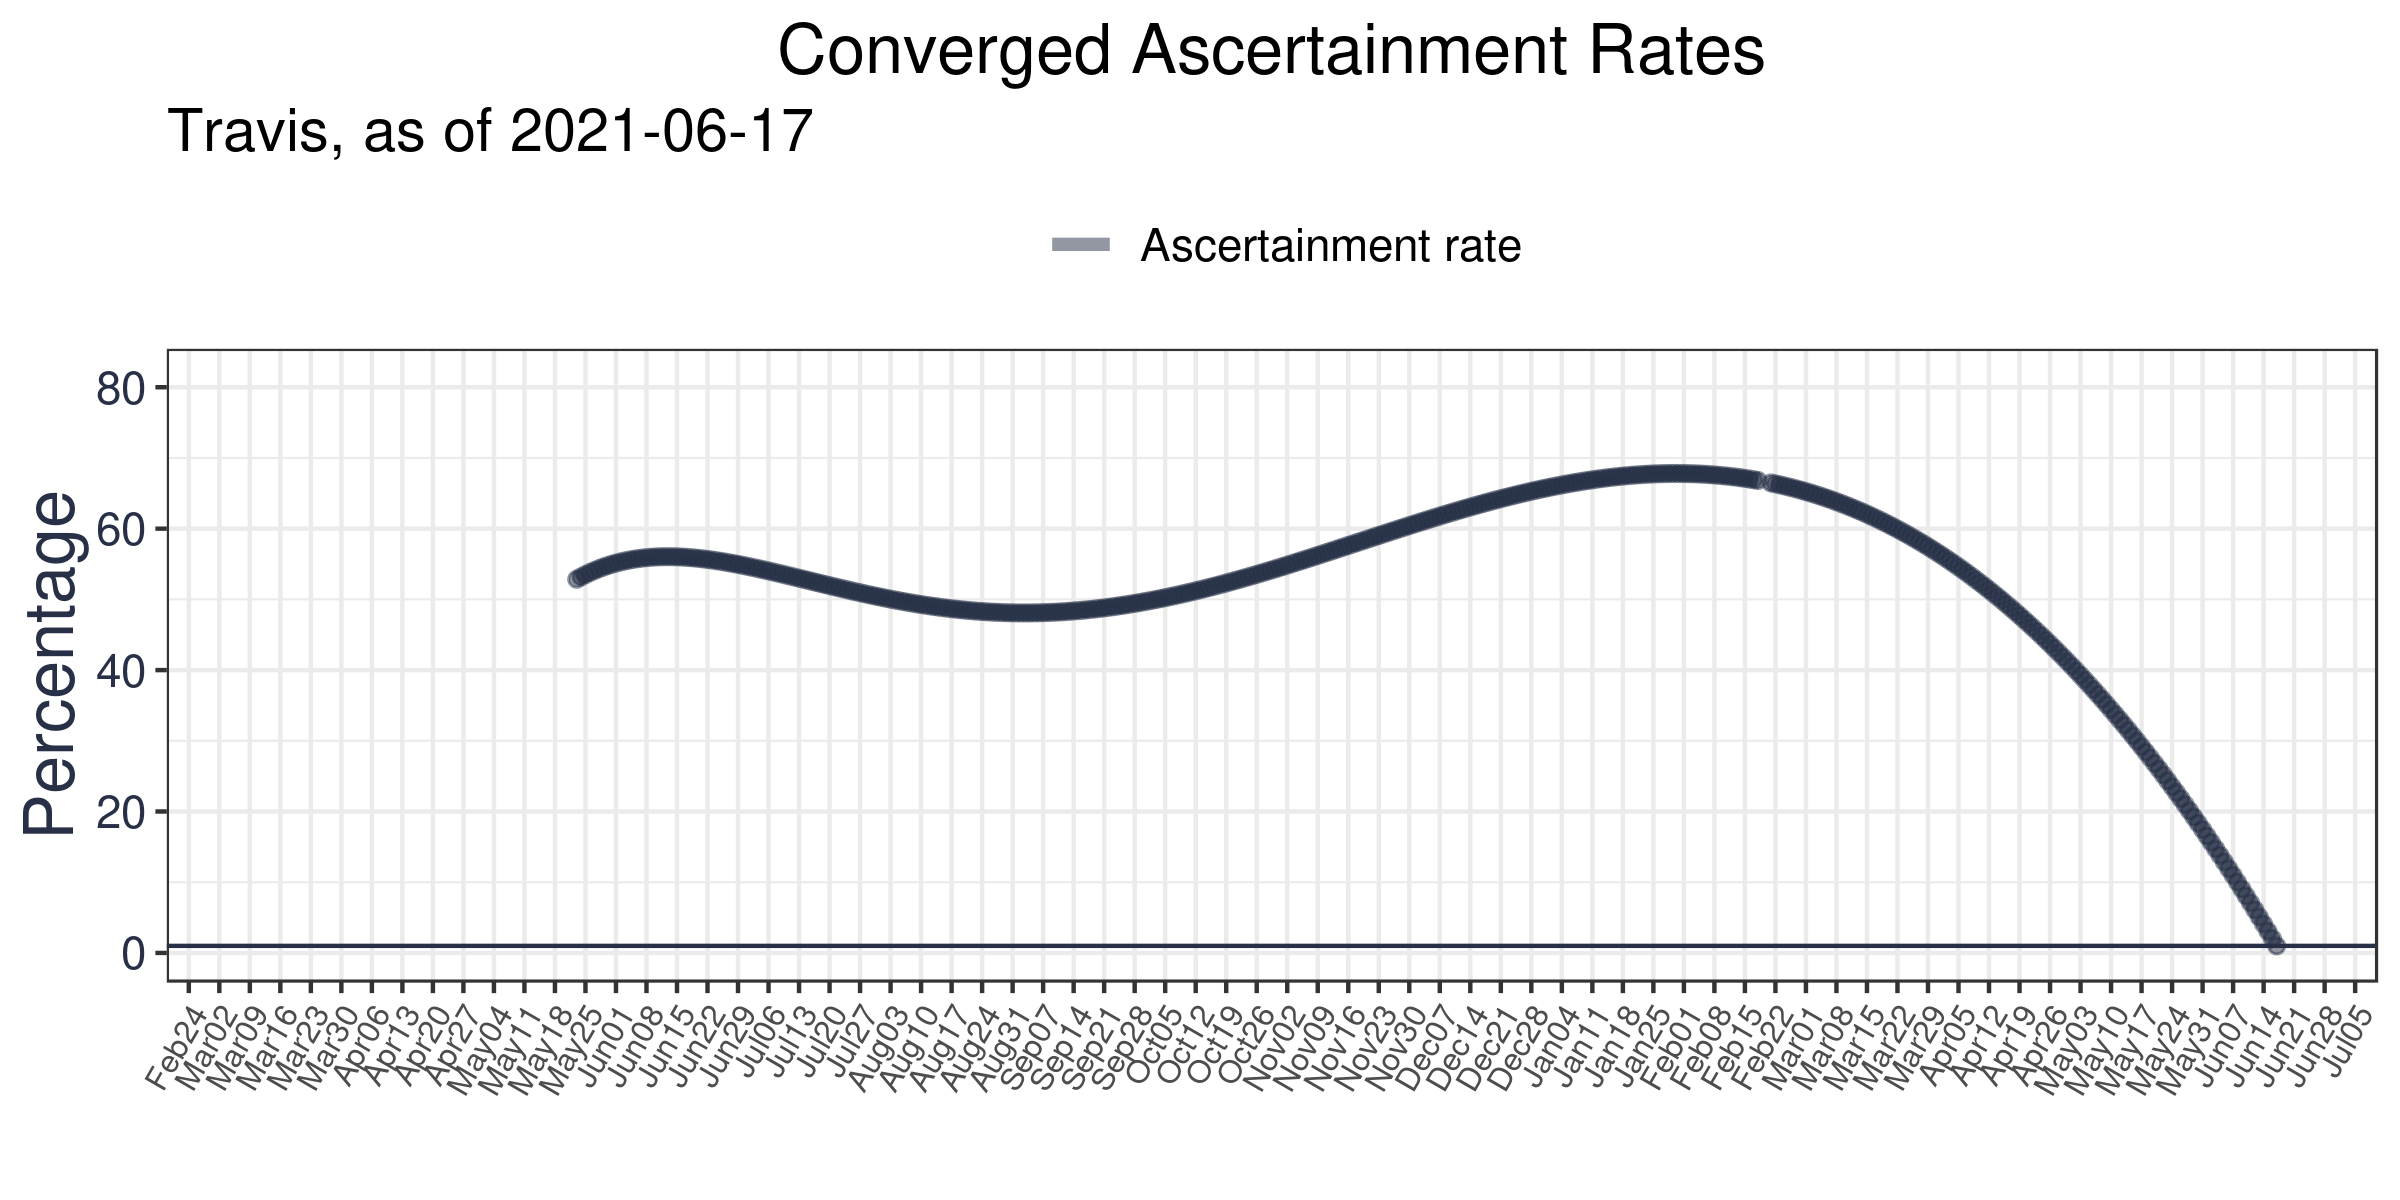 Converged Ascertainment Rates
Travis, as of 2021-06-17
Ascertainment rate
Percentage
80
60
40
20
0
Feb24
Mar02
Mar09
Mar16
Mar23
Mar30
Apr06
Apr13
Apr20
Apr27
May04
May11
May18
May25
Jun01
Jun08
Jun15
Jun22
Jun29
Jul06
Jul13
Jul20
Jul27
Aug03
Aug10
Aug17
Aug24
Aug31
Sep07
Sep14
Sep21
Sep28
Oct05
Oct12
Oct19
Oct26
Nov02
Nov09
Nov16
Nov23
Nov30
Dec07
Dec14
Dec21
Dec28
Jan04
Jan11
Jan18
Jan25
Feb01
Feb08
Feb15
Feb22
Mar01
Mar08
Mar15
Mar22
Mar29
Apr05
Apr12
Apr19
Apr26
May03
May10
May17
May24
May31
Jun07
Jun14
Jun21
Jun28
Jul05